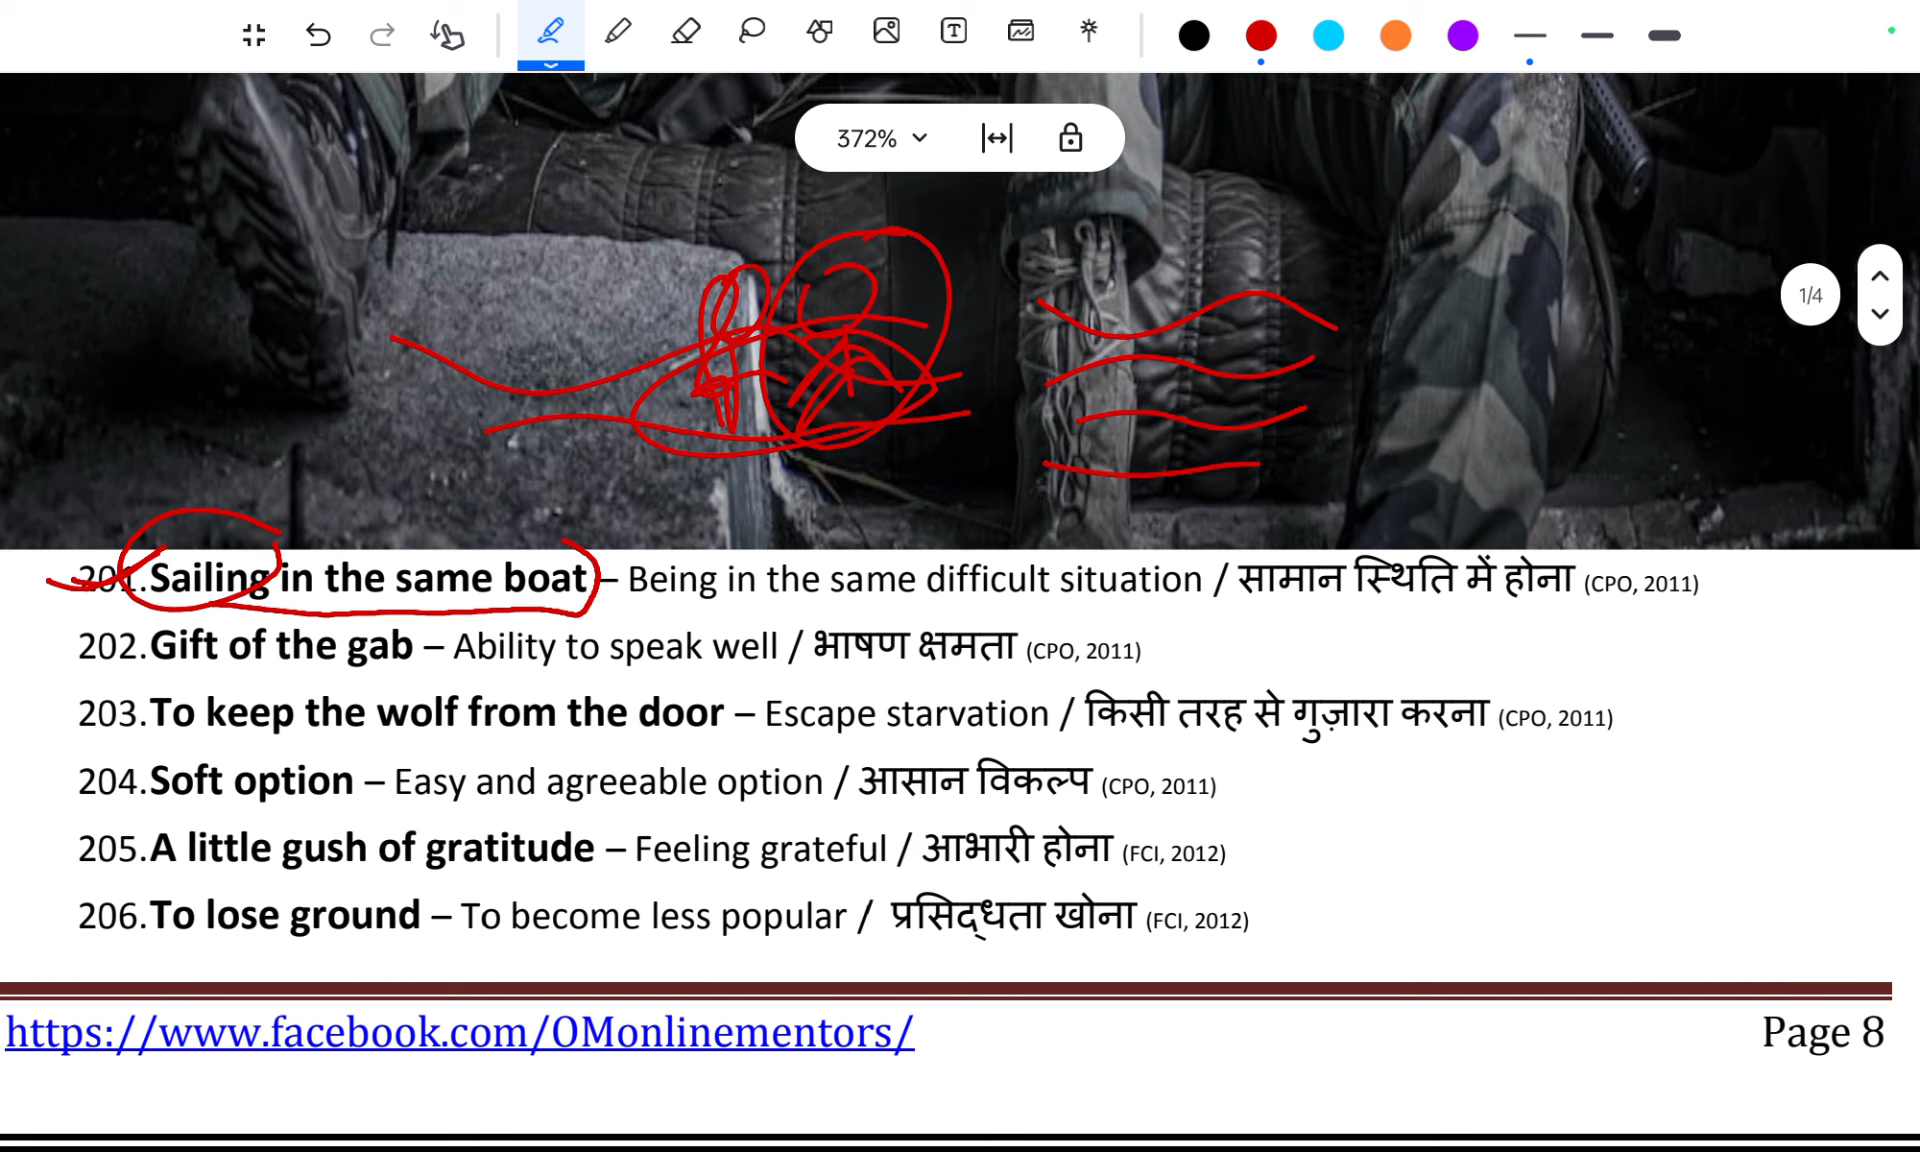 372%
1/4
201.Sailing in the same boat – Being in the same difficult situation / सामान स्थिति में होना (CPO, 2011)
202.Gift of the gab – Ability to speak well / भाषण क्षमता (CPO, 2011)
203.To keep the wolf from the door – Escape starvation / किसी तरह से गुज़ारा करना (CPO, 2011)
204.Soft option – Easy and agreeable option / आसान विकल्प (CPO, 2011)
205.A little gush of gratitude – Feeling grateful / आभारी होना (FCI, 2012)
206.To lose ground – To become less popular / प्रसिद्धता खोना (FCI, 2012)
https://www.facebook.com/OMonlinementors/ Page 8